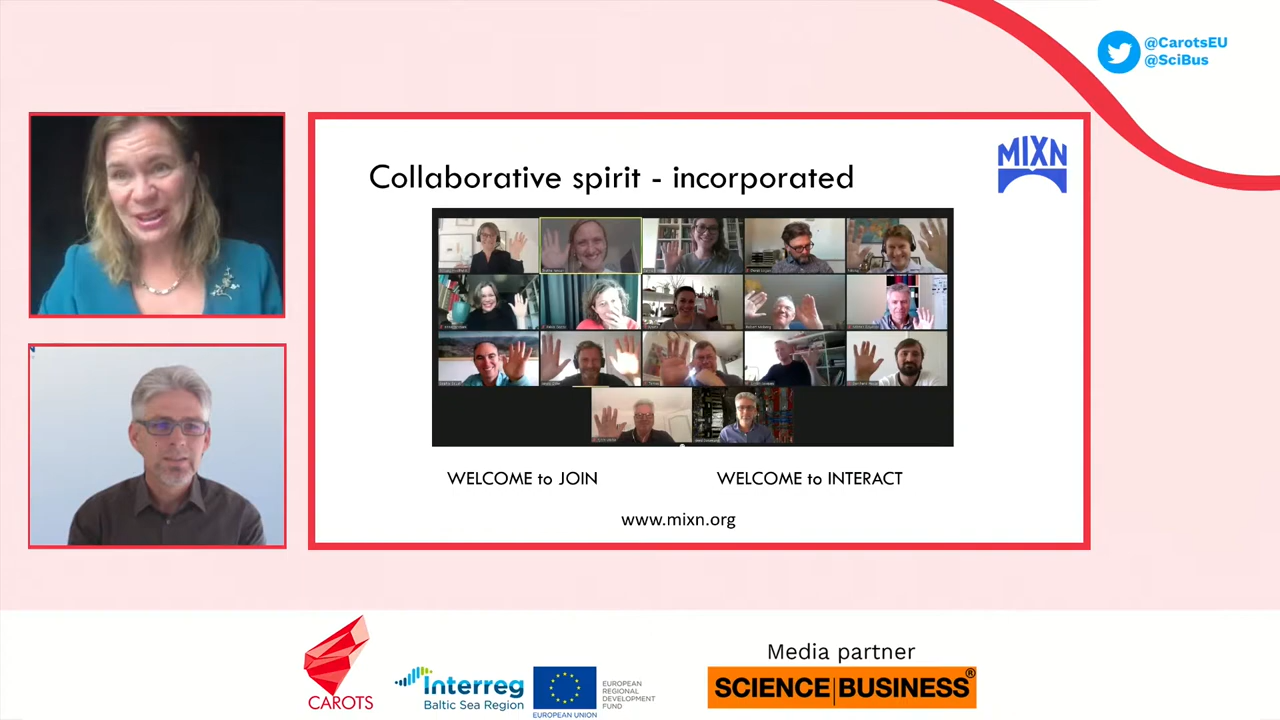 @CarotsEU
@SciBus
MIXN
Collaborative spirit - incorporated
WELCOME to JOIN
WELCOME to INTERACT
www.mixn.org
Media partner
CAROTS
Interreg
Baltic Sea Region
EUROPEAN UNION
EUROPEAN
REGIONAL
DEVELOPMENT
FUND
SCIENCE|BUSINESS®